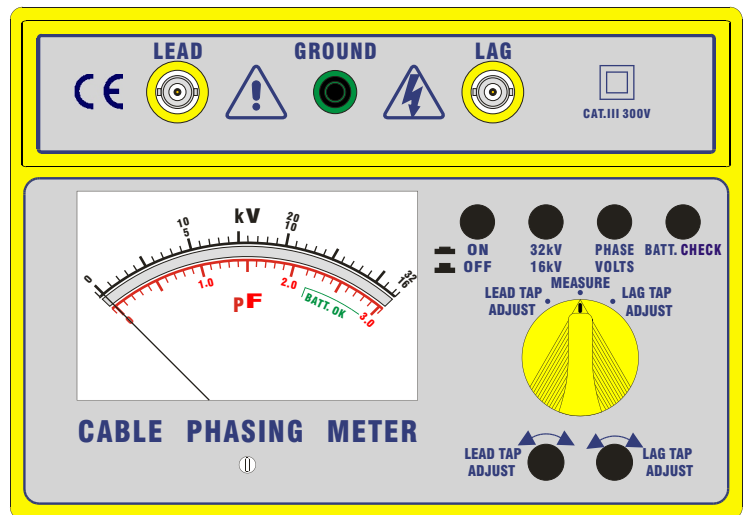 LEAD GROUND LAG
CE
!
CAT.III 300V
kV
0 10 20 32
5 10 16
0 1.0 2.0 3.0
pF
BATT. OK
ON 32kV PHASE BATT. CHECK
OFF 16kV VOLTS
MEASURE
LEAD TAP LAG TAP
ADJUST ADJUST
CABLE PHASING METER
LEAD TAP LAG TAP
ADJUST ADJUST